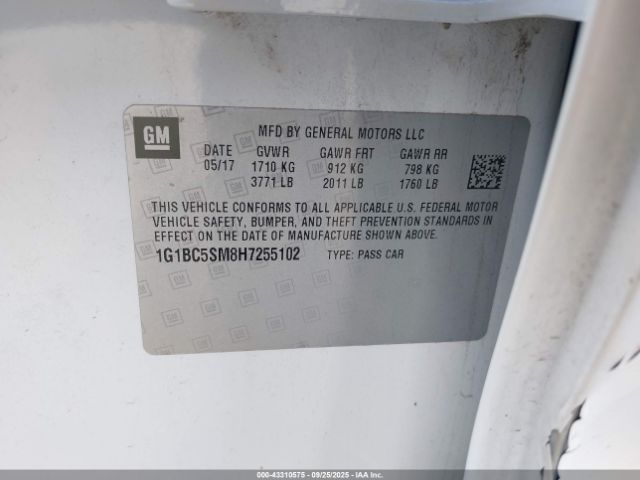 GM MFD BY GENERAL MOTORS LLC
DATE GVWR GAWR FRT GAWR RR
05/17 1710 KG 912 KG 798 KG
3771 LB 2011 LB 1760 LB
THIS VEHICLE CONFORMS TO ALL APPLICABLE U.S. FEDERAL MOTOR
VEHICLE SAFETY, BUMPER, AND THEFT PREVENTION STANDARDS IN
EFFECT ON THE DATE OF MANUFACTURE SHOWN ABOVE.
1G1BC5SM8H7255102 TYPE: PASS CAR
000-43310575 - 09/25/2025 - IAAI.COM